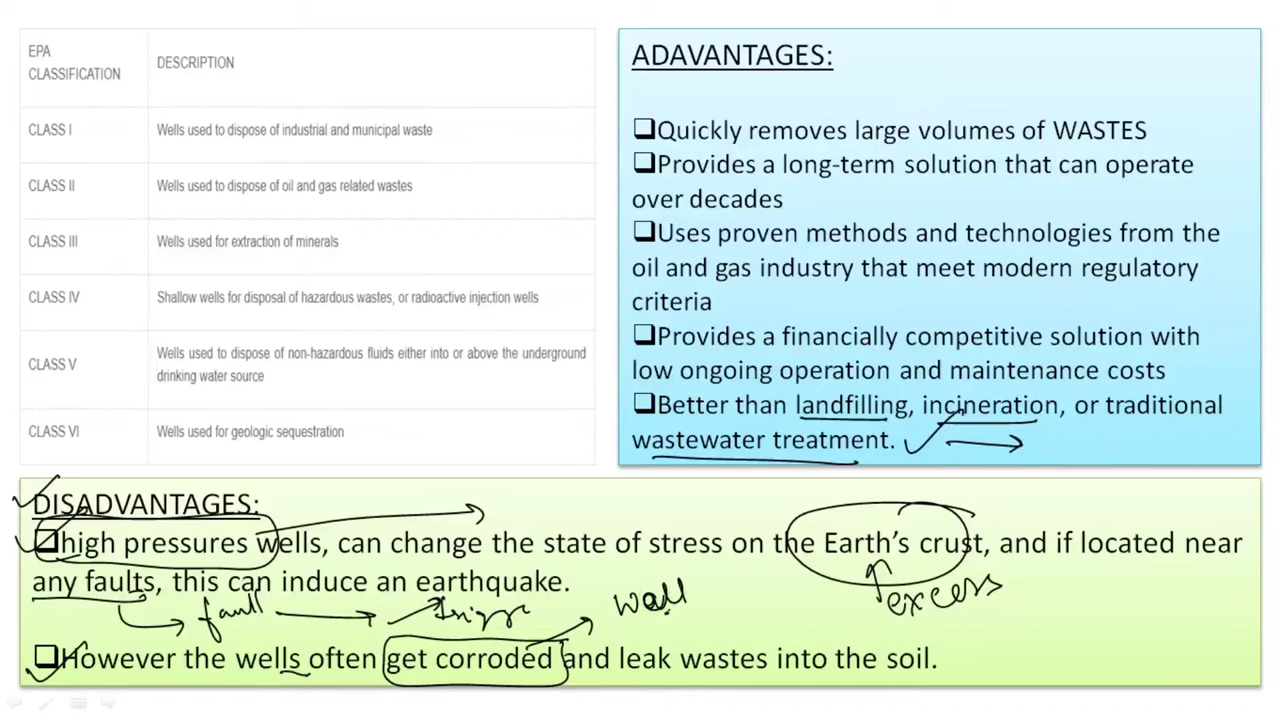 EPA
CLASSIFICATION
DESCRIPTION
CLASS I
Wells used to dispose of industrial and municipal waste
CLASS II
Wells used to dispose of oil and gas related wastes
CLASS III
Wells used for extraction of minerals
CLASS IV
Shallow wells for disposal of hazardous wastes, or radioactive injection wells
CLASS V
Wells used to dispose of non-hazardous fluids either into or above the underground
drinking water source
CLASS VI
Wells used for geologic sequestration
ADAVANTAGES:
❑Quickly removes large volumes of WASTES
❑Provides a long-term solution that can operate
over decades
❑Uses proven methods and technologies from the
oil and gas industry that meet modern regulatory
criteria
❑Provides a financially competitive solution with
low ongoing operation and maintenance costs
❑Better than landfilling, incineration, or traditional
wastewater treatment.
DISADVANTAGES:
❑high pressures wells, can change the state of stress on the Earth's crust, and if located near
any faults, this can induce an earthquake.
fault
well
excess
❑However the wells often get corroded and leak wastes into the soil.